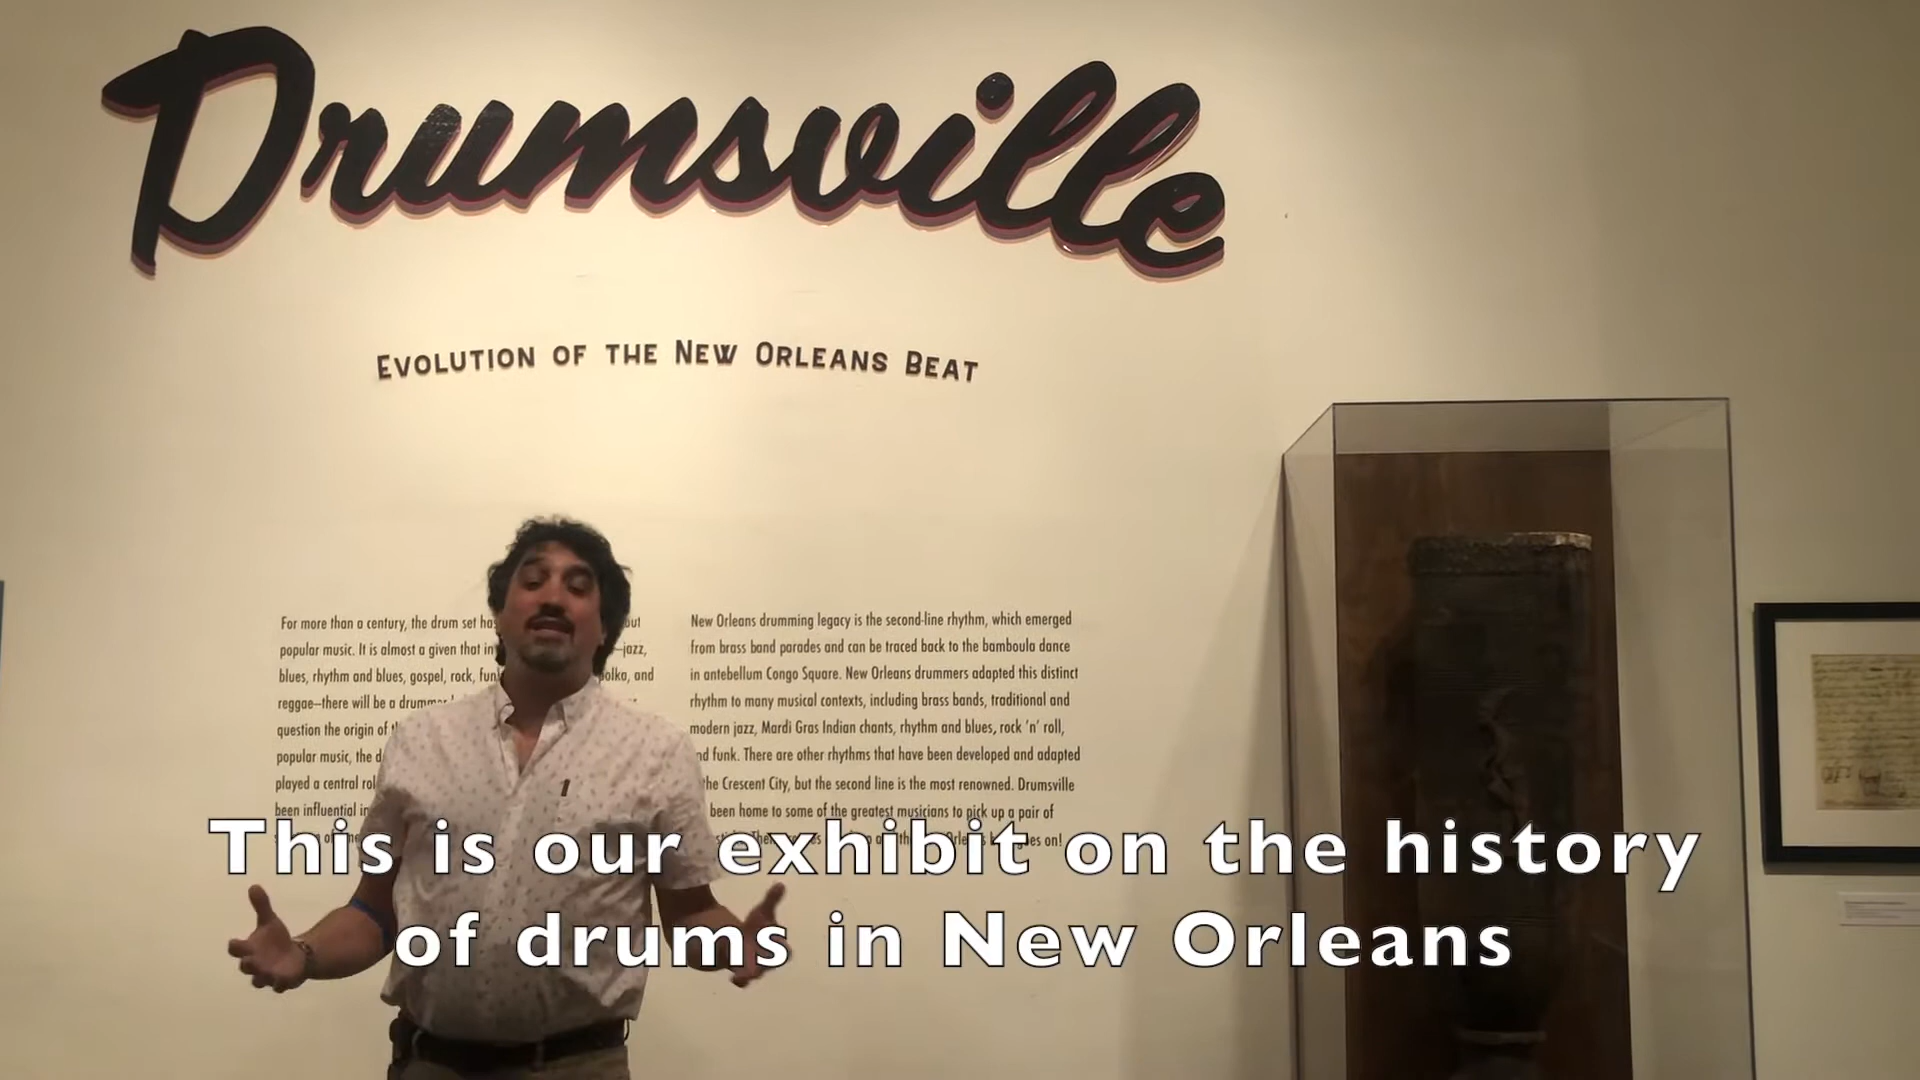 Drumsville
EVOLUTION OF THE NEW ORLEANS BEAT
For more than a century, the drum set has out
popular music. It is almost a given that in —jazz,
blues, rhythm and blues, gospel, rock, polka, and
reggae—there will be a drummer
question the origin of
popular music, the
played a central
been influential in
New Orleans drumming legacy is the second-line rhythm, which emerged
from brass band parades and can be traced back to the bamboula dance
in antebellum Congo Square. New Orleans drummers adapted this distinct
rhythm to many musical contexts, including brass bands, traditional and
modern jazz, Mardi Gras Indian chants, rhythm and blues, rock 'n' roll,
nd funk. There are other rhythms that have been developed and adapted
the Crescent City, but the second line is the most renowned. Drumsville
been home to some of the greatest musicians to pick up a pair of
on!
This is our exhibit on the history
of drums in New Orleans